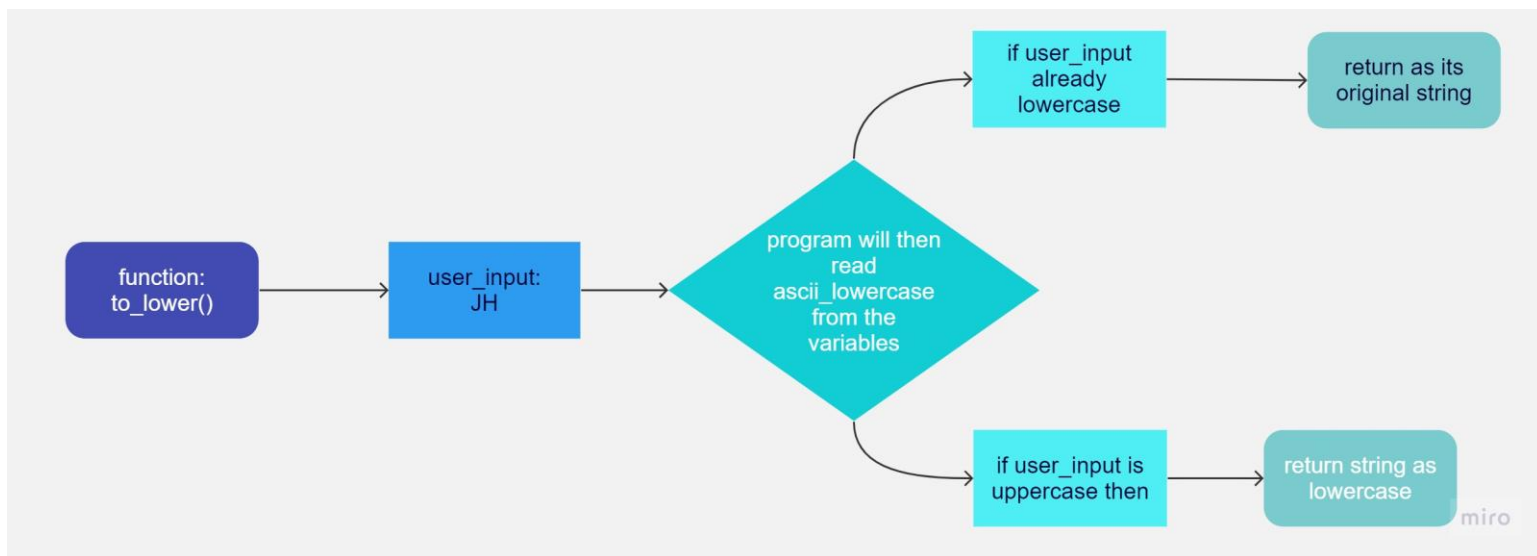 function:
to_lower()
user_input:
JH
program will then
read
ascii_lowercase
from the
variables
if user_input
already
lowercase
return as its
original string
if user_input is
uppercase then
return string as
lowercase
miro